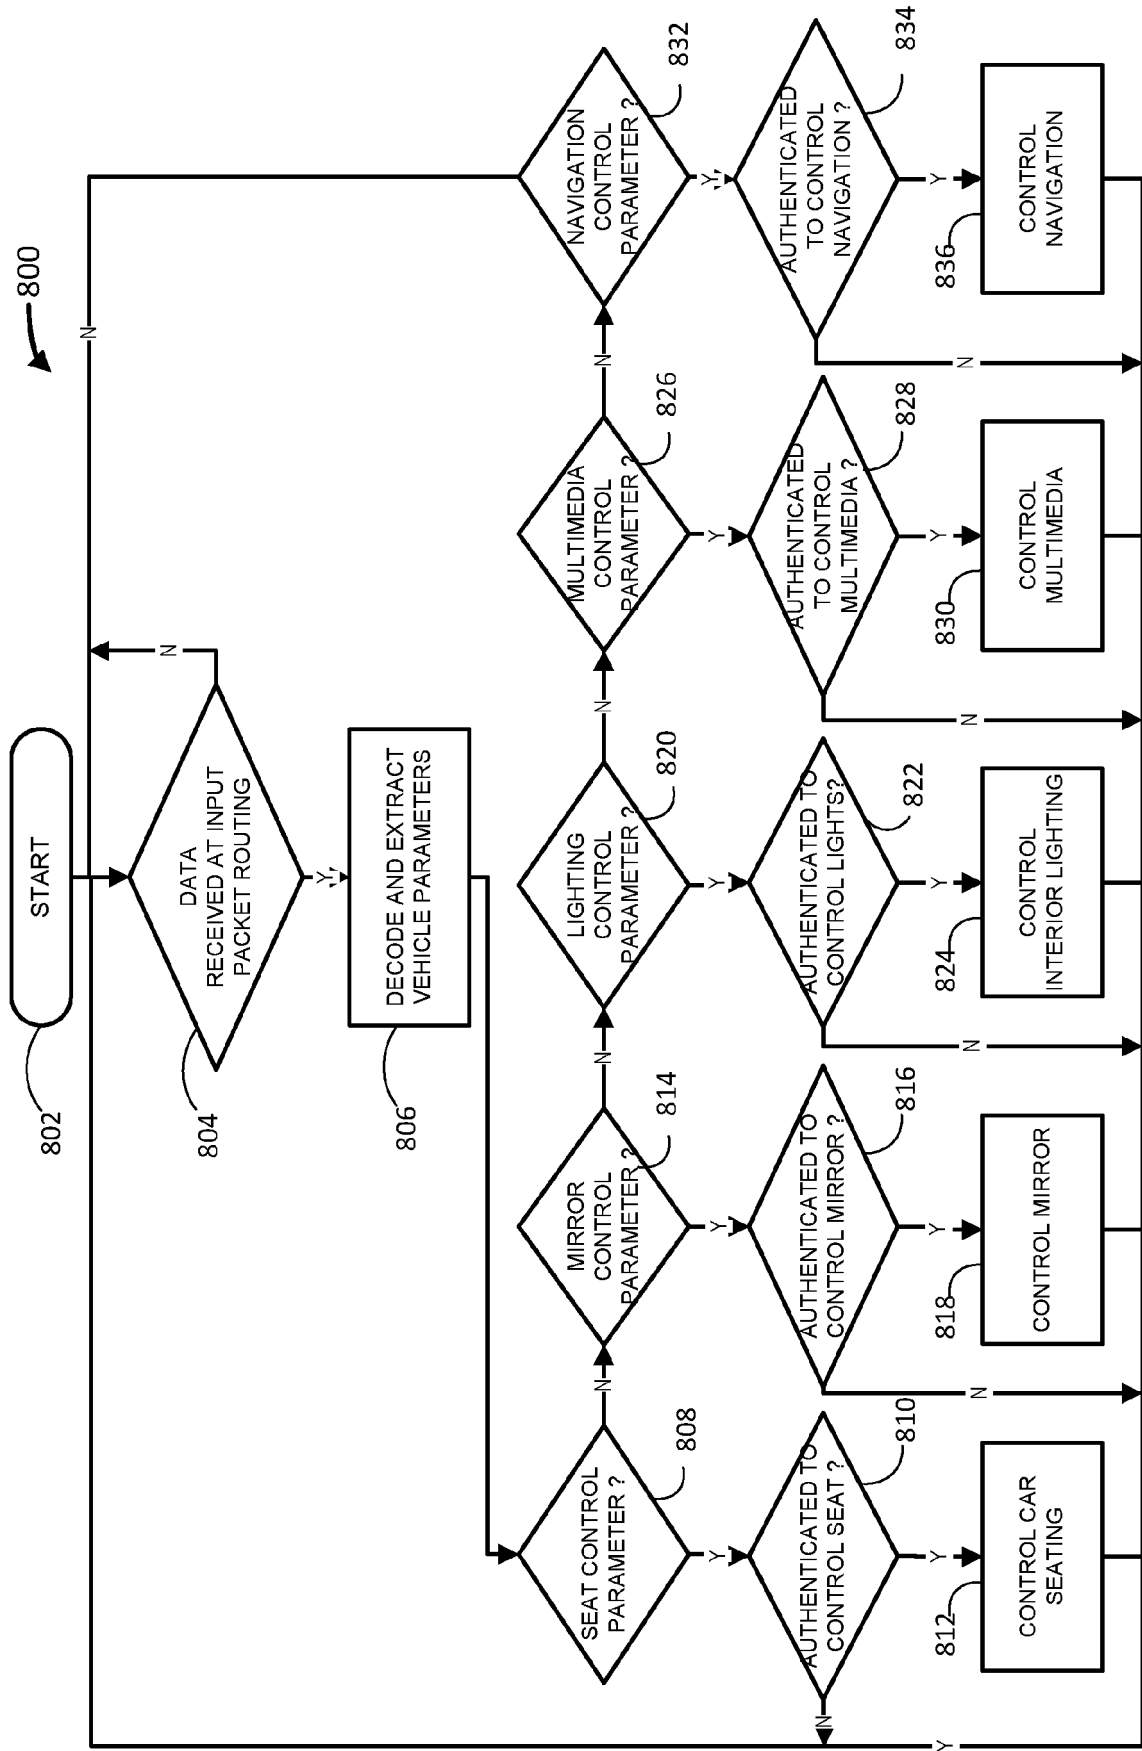 800
START
802
N
DATA
RECEIVED AT INPUT
PACKET ROUTING
804
N
Y
DECODE AND EXTRACT
VEHICLE PARAMETERS
806
SEAT CONTROL
PARAMETER ?
808
N
MIRROR
CONTROL
PARAMETER ?
814
N
LIGHTING
CONTROL
PARAMETER ?
820
N
MULTIMEDIA
CONTROL
PARAMETER ?
826
N
NAVIGATION
CONTROL
PARAMETER ?
832
Y
Y
Y
Y
Y
AUTHENTICATED TO
CONTROL SEAT ?
810
N
AUTHENTICATED TO
CONTROL MIRROR ?
816
N
AUTHENTICATED TO
CONTROL LIGHTS?
822
N
AUTHENTICATED
TO CONTROL
MULTIMEDIA ?
828
N
AUTHENTICATED
TO CONTROL
NAVIGATION ?
834
N
Y
Y
Y
Y
Y
812
CONTROL CAR
SEATING
818
CONTROL MIRROR
824
CONTROL
INTERIOR LIGHTING
830
CONTROL
MULTIMEDIA
836
CONTROL
NAVIGATION
Y